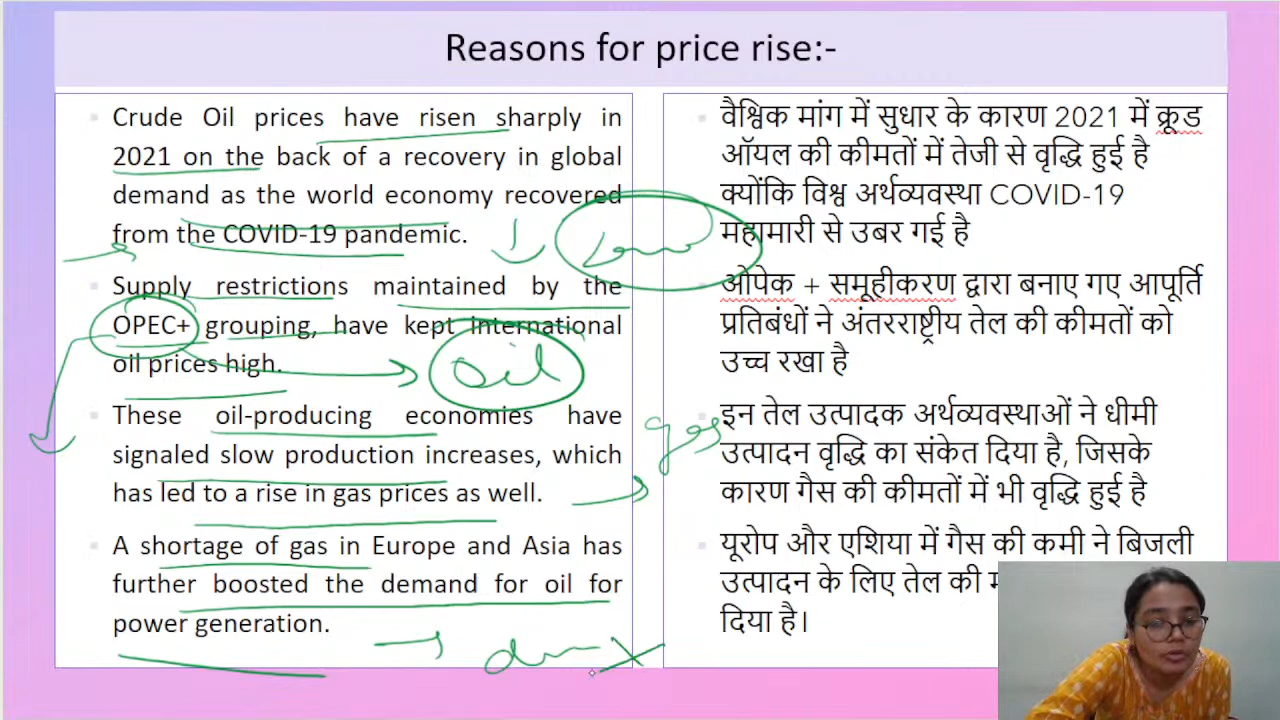 Reasons for price rise:-
Crude Oil prices have risen sharply in
2021 on the back of a recovery in global
demand as the world economy recovered
from the COVID-19 pandemic.
Supply restrictions maintained by the
OPEC+ grouping, have kept international
oil prices high.
oil
These oil-producing economies have
signaled slow production increases, which
has led to a rise in gas prices as well.
gas
A shortage of gas in Europe and Asia has
further boosted the demand for oil for
power generation.
वैश्विक मांग में सुधार के कारण 2021 में क्रूड
ऑयल की कीमतों में तेजी से वृद्धि हुई है
क्योंकि विश्व अर्थव्यवस्था COVID-19
महामारी से उबर गई है
ओपेक + समूहीकरण द्वारा बनाए गए आपूर्ति
प्रतिबंधों ने अंतरराष्ट्रीय तेल की कीमतों को
उच्च रखा है
इन तेल उत्पादक अर्थव्यवस्थाओं ने धीमी
उत्पादन वृद्धि का संकेत दिया है, जिसके
कारण गैस की कीमतों में भी वृद्धि हुई है
यूरोप और एशिया में गैस की कमी ने बिजली
उत्पादन के लिए तेल की
दिया है।